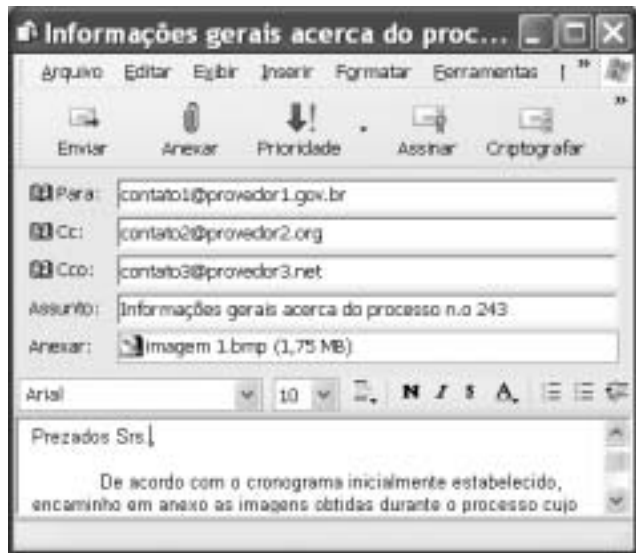 Informações gerais acerca do proc...
Arquivo Editar Exibir Inserir Formatar Ferramentas »
Enviar Anexar Prioridade Assinar Criptografar »
Para: contato1@provedor1.gov.br
Cc: contato2@provedor2.org
Cco: contato3@provedor3.net
Assunto: Informações gerais acerca do processo n.o 243
Anexar: imagem 1.bmp (1,75 MB)
Arial 10 N I S A
Prezados Srs.
De acordo com o cronograma inicialmente estabelecido,
encaminho em anexo as imagens obtidas durante o processo cujo